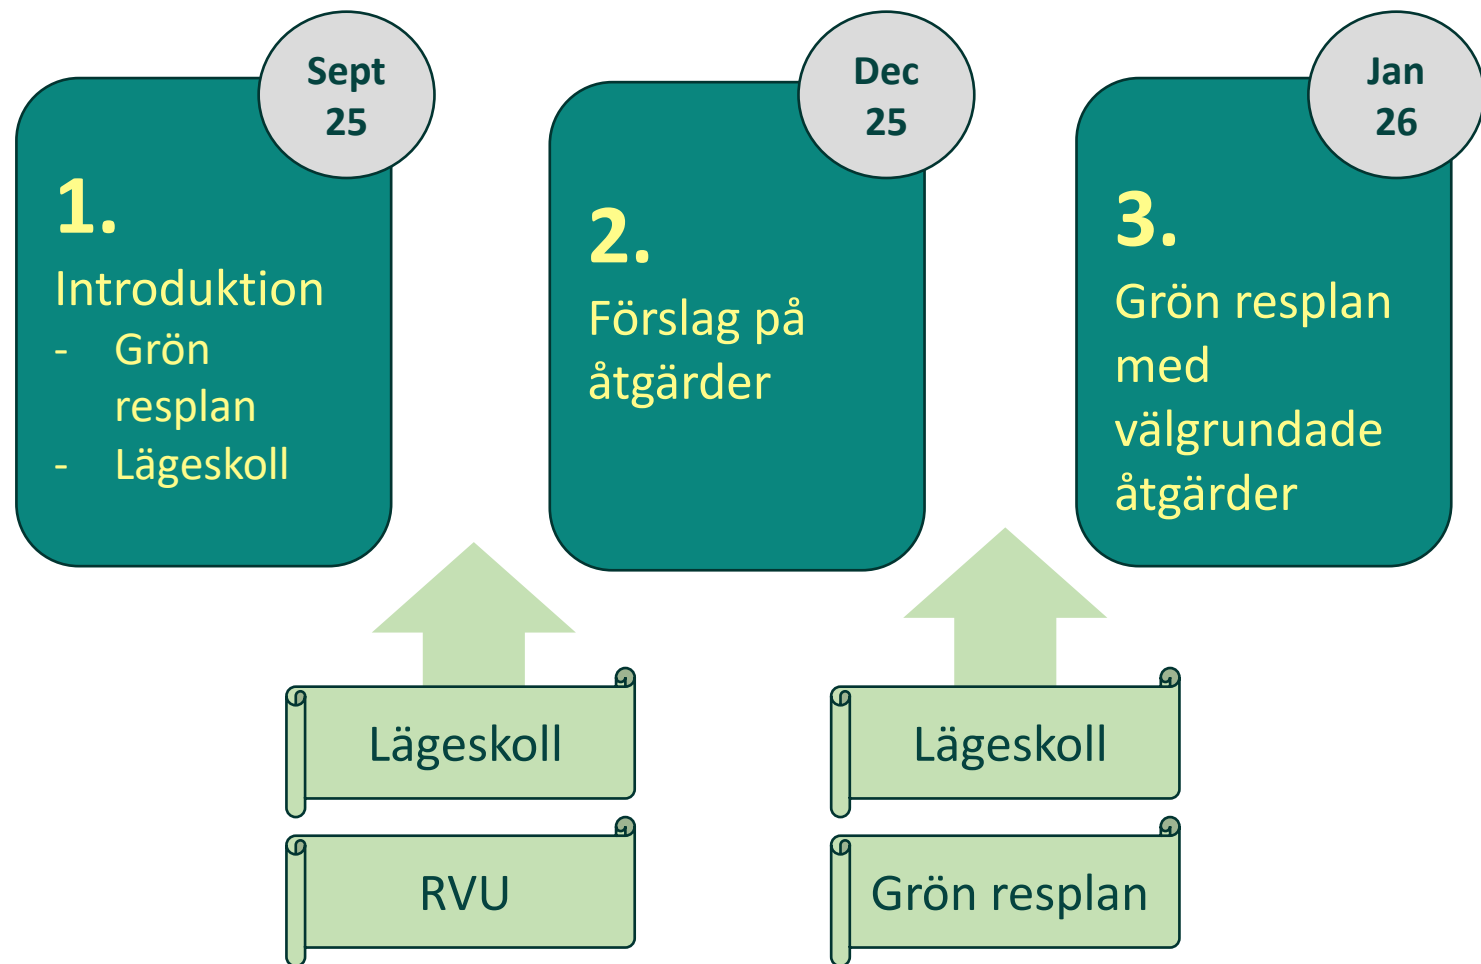 Sept
25
1.
Introduktion
- Grön
resplan
- Lägeskoll
Dec
25
2.
Förslag på
åtgärder
Jan
26
3.
Grön resplan
med
välgrundade
åtgärder
Lägeskoll
RVU
Lägeskoll
Grön resplan